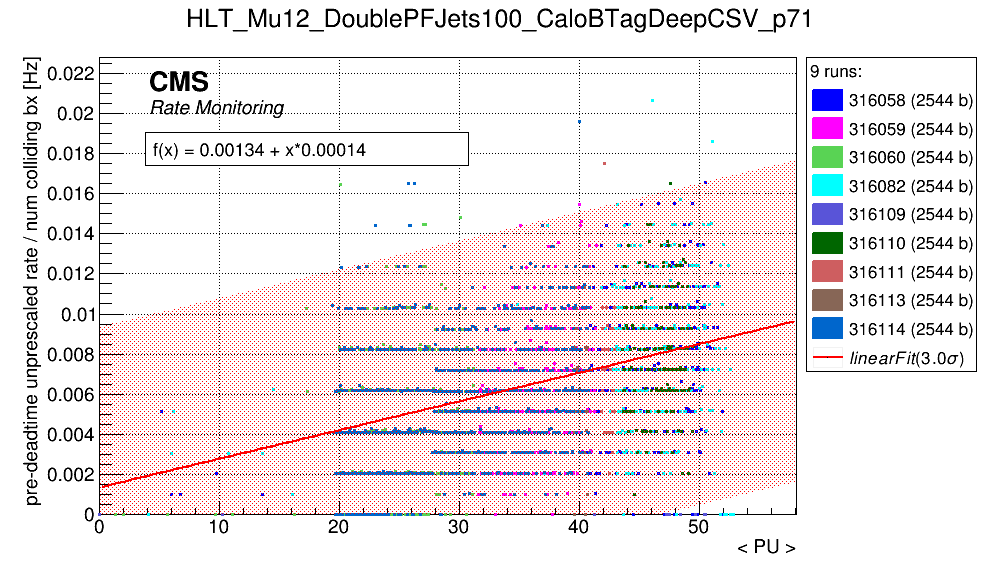 HLT_Mu12_DoublePFJets100_CaloBTagDeepCSV_p71
pre-deadtime unprescaled rate / num colliding bx [Hz]
0.022
0.02
0.018
0.016
0.014
0.012
0.01
0.008
0.006
0.004
0.002
0
CMS
Rate Monitoring
f(x) = 0.00134 + x*0.00014
0 10 20 30 40 50
< PU >
9 runs:
316058 (2544 b)
316059 (2544 b)
316060 (2544 b)
316082 (2544 b)
316109 (2544 b)
316110 (2544 b)
316111 (2544 b)
316113 (2544 b)
316114 (2544 b)
linearFit(3.0σ)